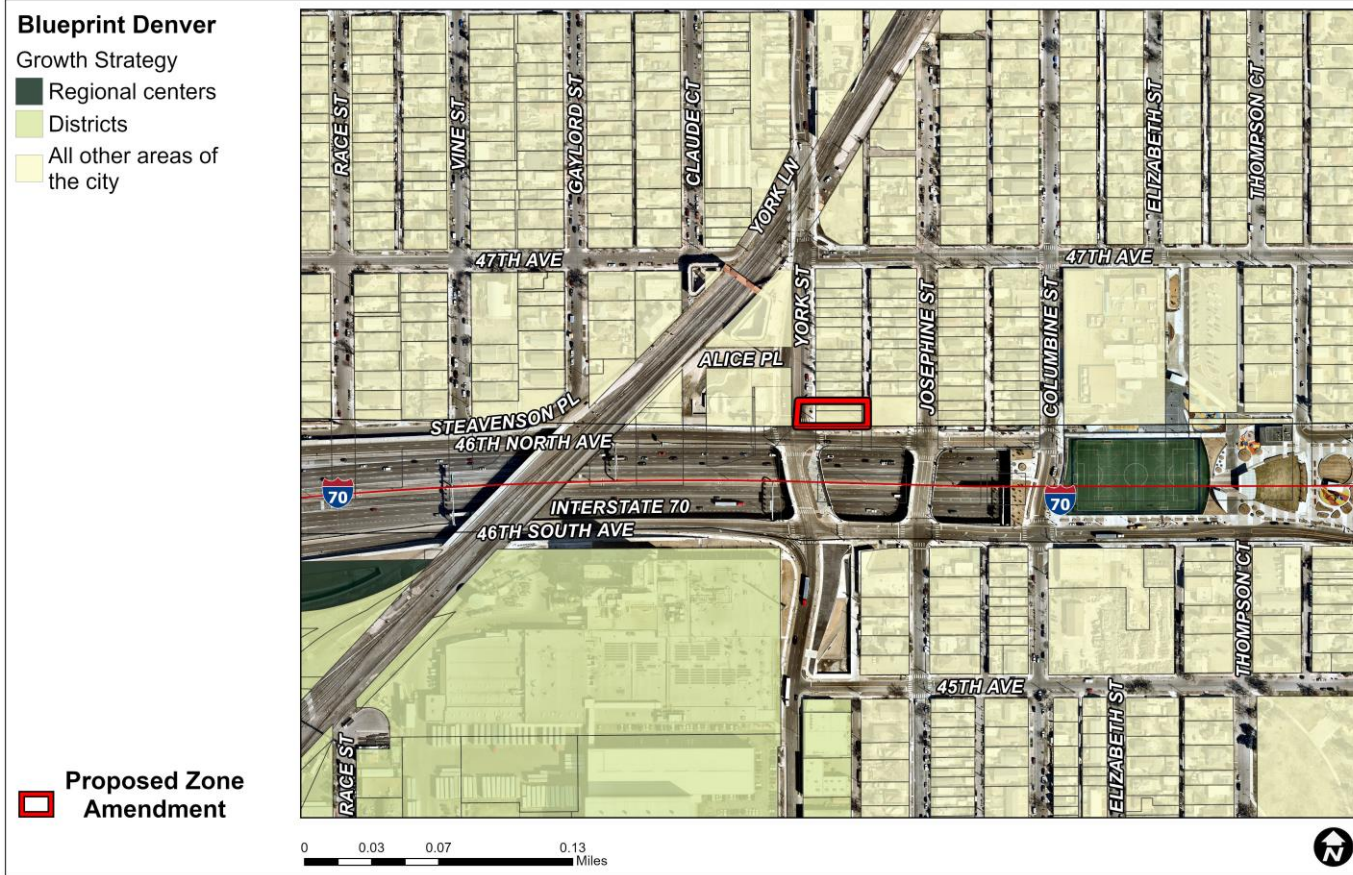 Blueprint Denver
Growth Strategy
Regional centers
Districts
All other areas of
the city
Proposed Zone
Amendment
RACE ST
VINE ST
GAYLORD ST
CLAUDE CT
YORK LN
ELIZABETH ST
THOMPSON CT
47TH AVE
47TH AVE
YORK ST
JOSEPHINE ST
COLUMBINE ST
ALICE PL
STEAVENSON PL
46TH NORTH AVE
70
70
INTERSTATE 70
46TH SOUTH AVE
THOMPSON CT
45TH AVE
ELIZABETH ST
RACE ST
0 0.03 0.07 0.13
Miles
N